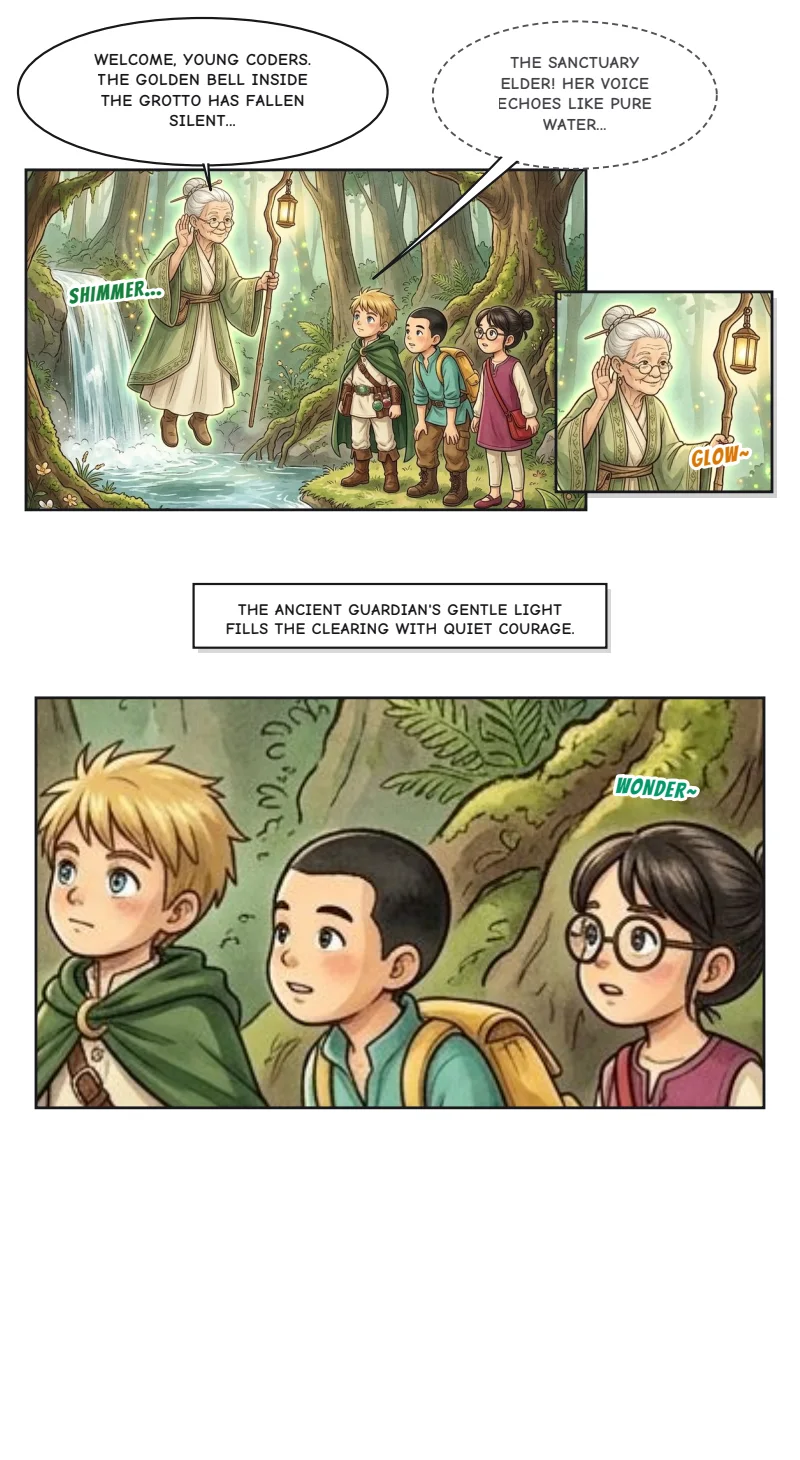 WELCOME, YOUNG CODERS.
THE GOLDEN BELL INSIDE
THE GROTTO HAS FALLEN
SILENT...
THE SANCTUARY
ELDER! HER VOICE
ECHOES LIKE PURE
WATER...
SHIMMER...
GLOW~
THE ANCIENT GUARDIAN'S GENTLE LIGHT
FILLS THE CLEARING WITH QUIET COURAGE.
WONDER~